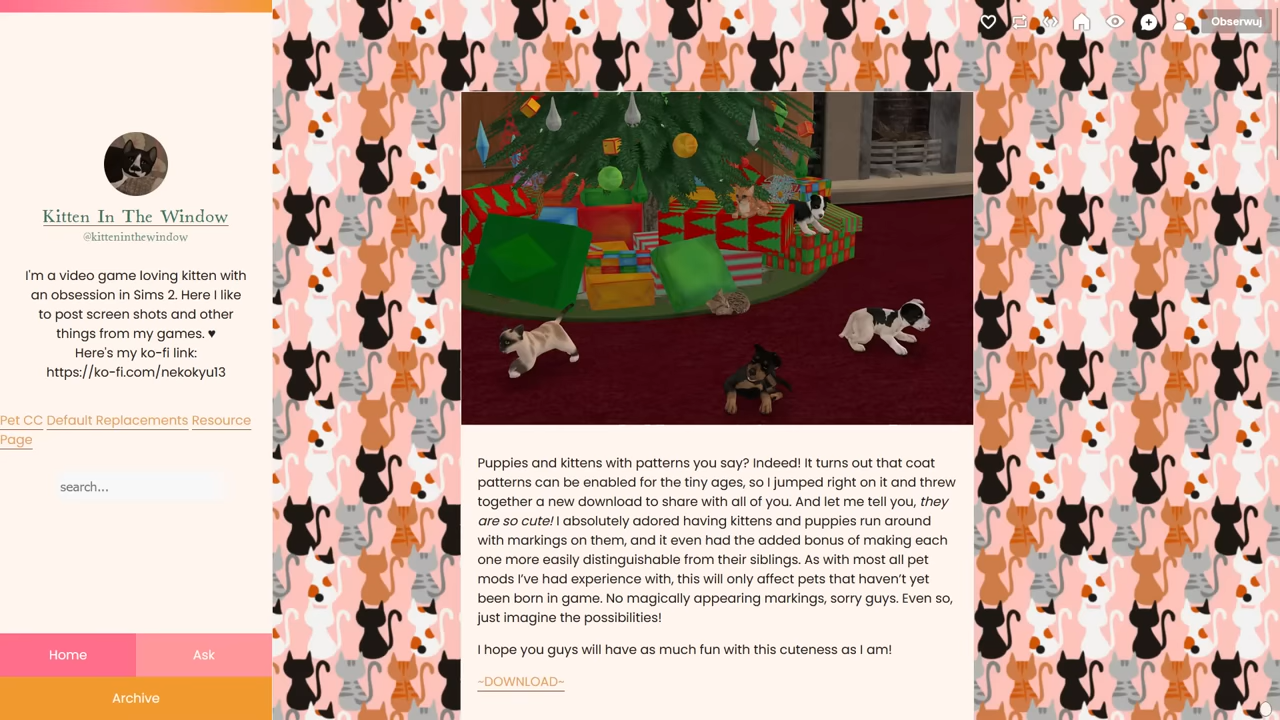 Obserwuj
Kitten In The Window
@kitteninthewindow
I'm a video game loving kitten with
an obsession in Sims 2. Here I like
to post screen shots and other
things from my games. ♥
Here's my ko-fi link:
https://ko-fi.com/nekokyu13
Pet CC Default Replacements Resource
Page
search...
Home
Ask
Archive
Puppies and kittens with patterns you say? Indeed! It turns out that coat
patterns can be enabled for the tiny ages, so I jumped right on it and threw
together a new download to share with all of you. And let me tell you, they
are so cute! I absolutely adored having kittens and puppies run around
with markings on them, and it even had the added bonus of making each
one more easily distinguishable from their siblings. As with most all pet
mods I've had experience with, this will only affect pets that haven't yet
been born in game. No magically appearing markings, sorry guys. Even so,
just imagine the possibilities!
I hope you guys will have as much fun with this cuteness as I am!
~DOWNLOAD~